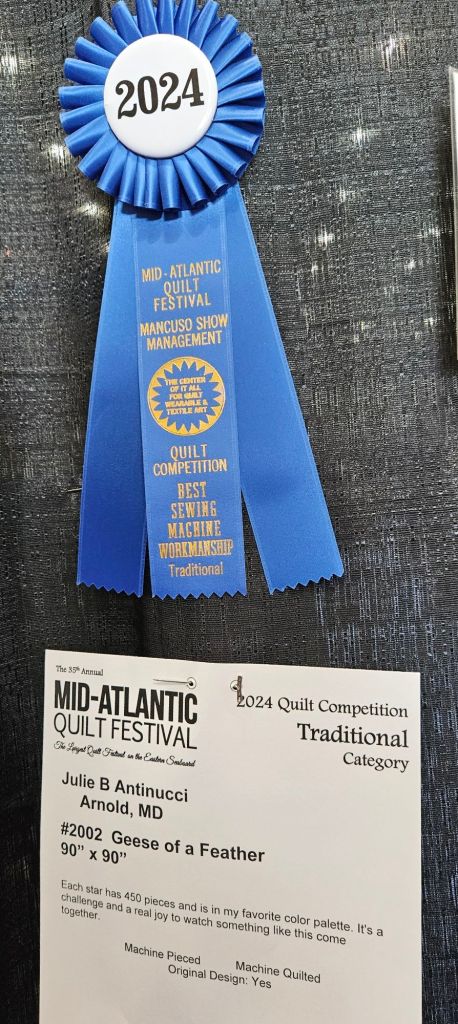 2024
MID-ATLANTIC
QUILT
FESTIVAL
MANCUSO SHOW
MANAGEMENT
THE CENTER
OF IT ALL
FOR QUILT
WEARABLE &
TEXTILE ART
QUILT
COMPETITION
BEST
SEWING
MACHINE
WORKMANSHIP
Traditional
The 35th Annual
MID-ATLANTIC
QUILT FESTIVAL
The Largest Quilt Festival on the Eastern Seaboard
2024 Quilt Competition
Traditional
Category
Julie B Antinucci
Arnold, MD
#2002 Geese of a Feather
90" x 90"
Each star has 450 pieces and is in my favorite color palette. It's a
challenge and a real joy to watch something like this come
together.
Machine Pieced Machine Quilted
Original Design: Yes